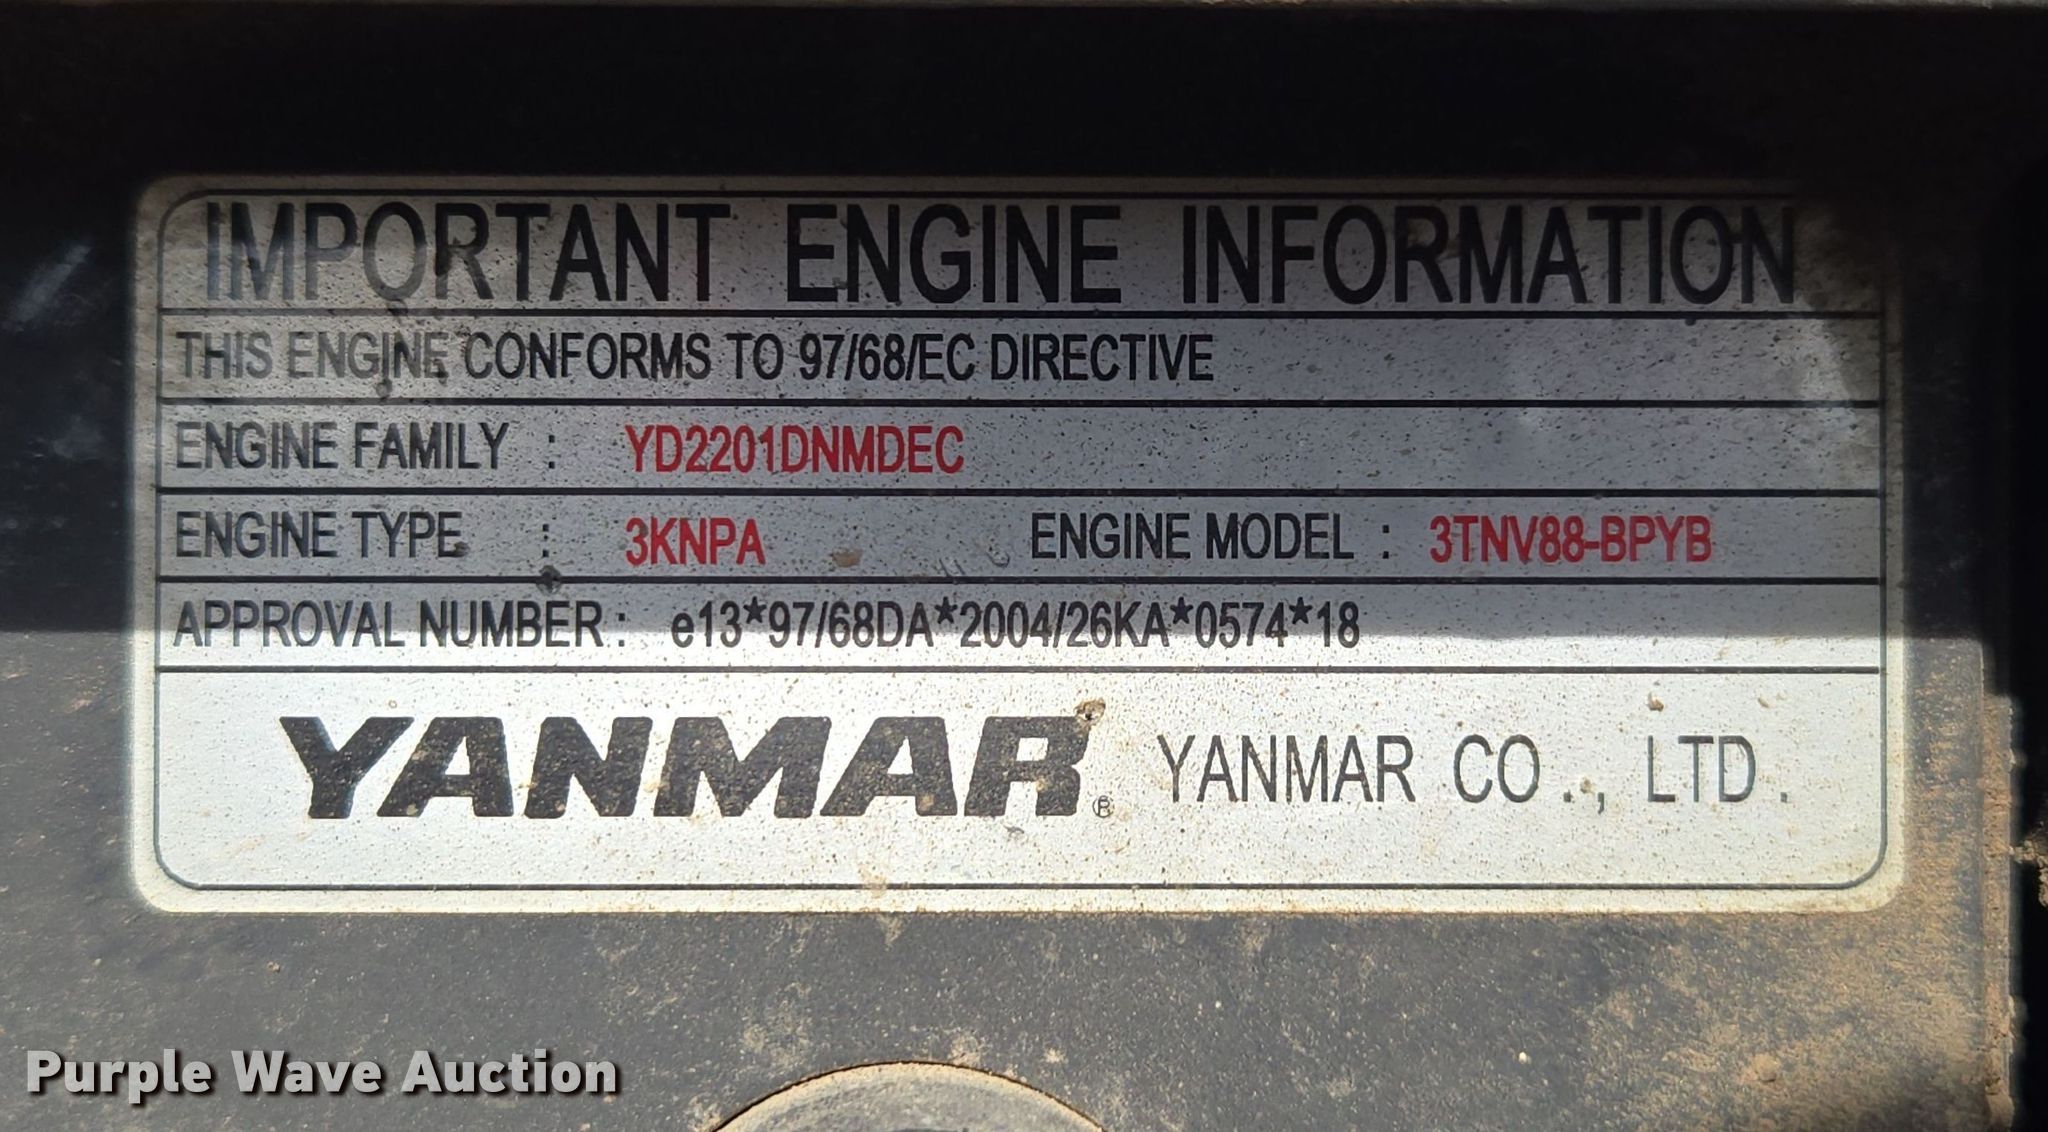 IMPORTANT ENGINE INFORMATION
THIS ENGINE CONFORMS TO 97/68/EC DIRECTIVE
ENGINE FAMILY : YD2201DNMDEC
ENGINE TYPE : 3KNPA ENGINE MODEL : 3TNV88-BPYB
APPROVAL NUMBER : e13*97/68DA*2004/26KA*0574*18
YANMAR® YANMAR CO., LTD.
Purple Wave Auction